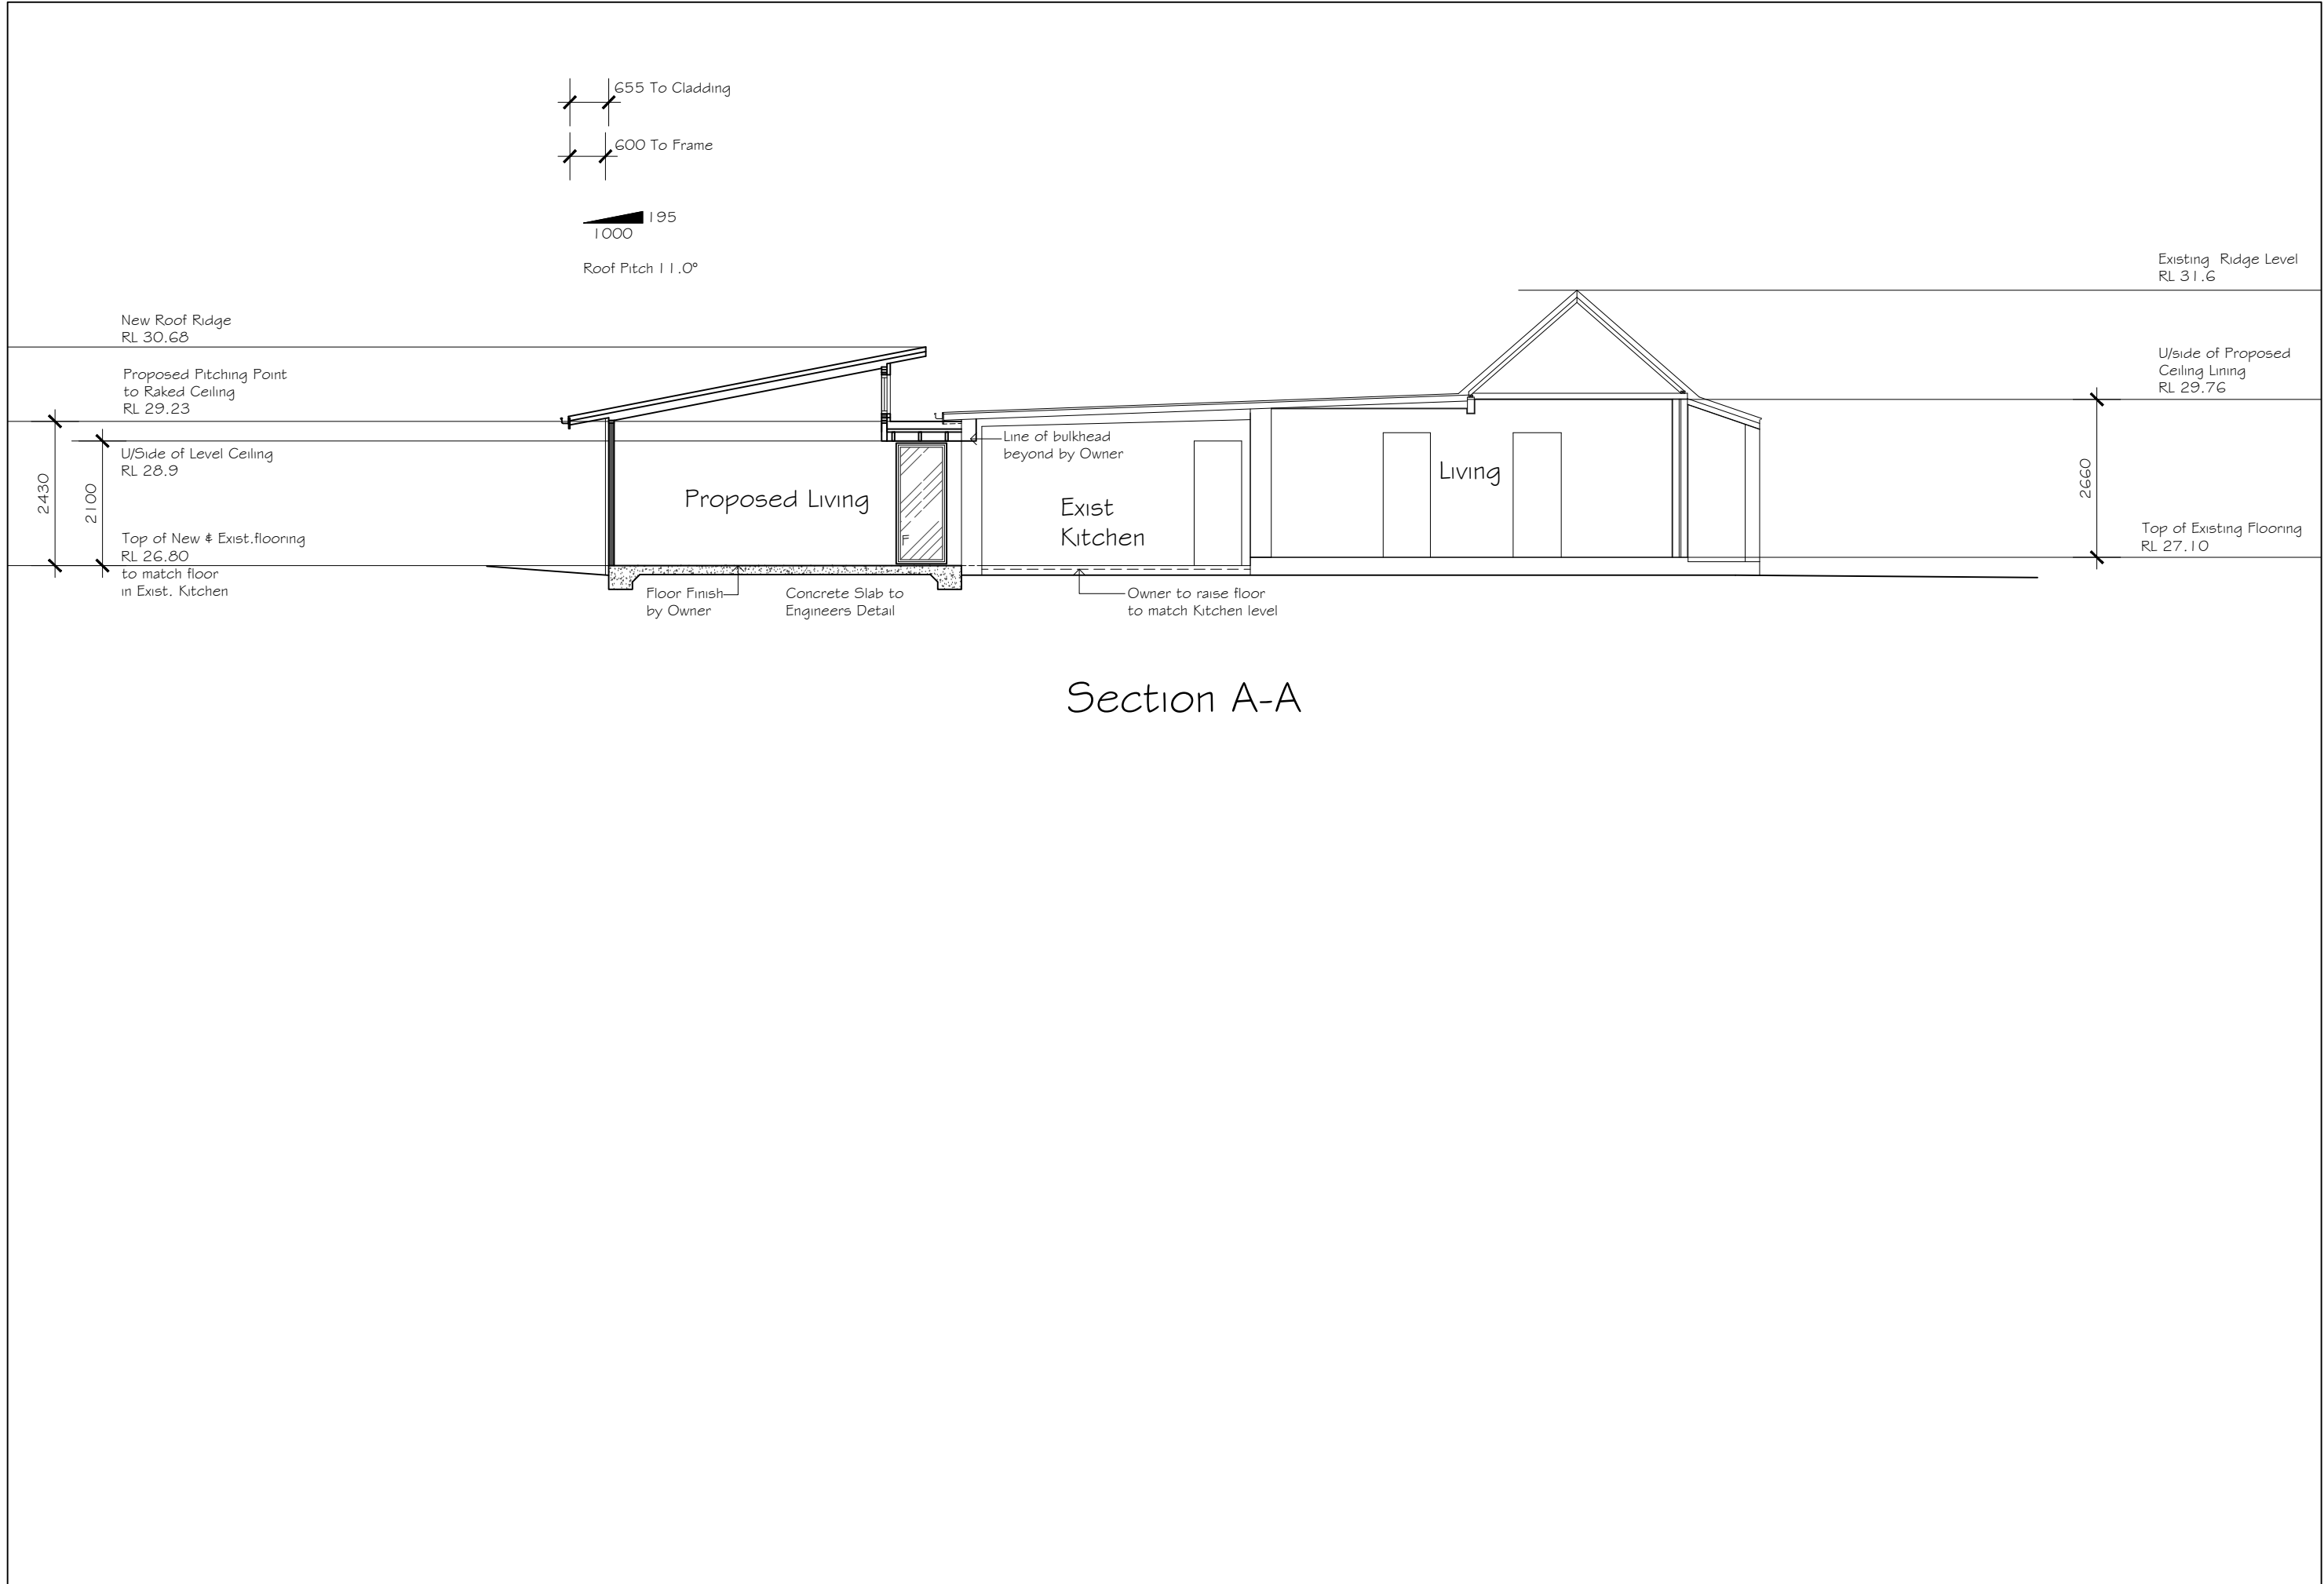 655 To Cladding
600 To Frame
195
1000
Roof Pitch 11.0°
Existing Ridge Level
RL 31.6
New Roof Ridge
RL 30.68
U/side of Proposed
Ceiling Lining
RL 29.76
Proposed Pitching Point
to Raked Ceiling
RL 29.23
Line of bulkhead
beyond by Owner
U/Side of Level Ceiling
RL 28.9
Living
2430
2100
2660
Proposed Living
Exist
Kitchen
F
Top of Existing Flooring
RL 27.10
Top of New & Exist.flooring
RL 26.80
to match floor
in Exist. Kitchen
Floor Finish
by Owner
Concrete Slab to
Engineers Detail
Owner to raise floor
to match Kitchen level
Section A-A